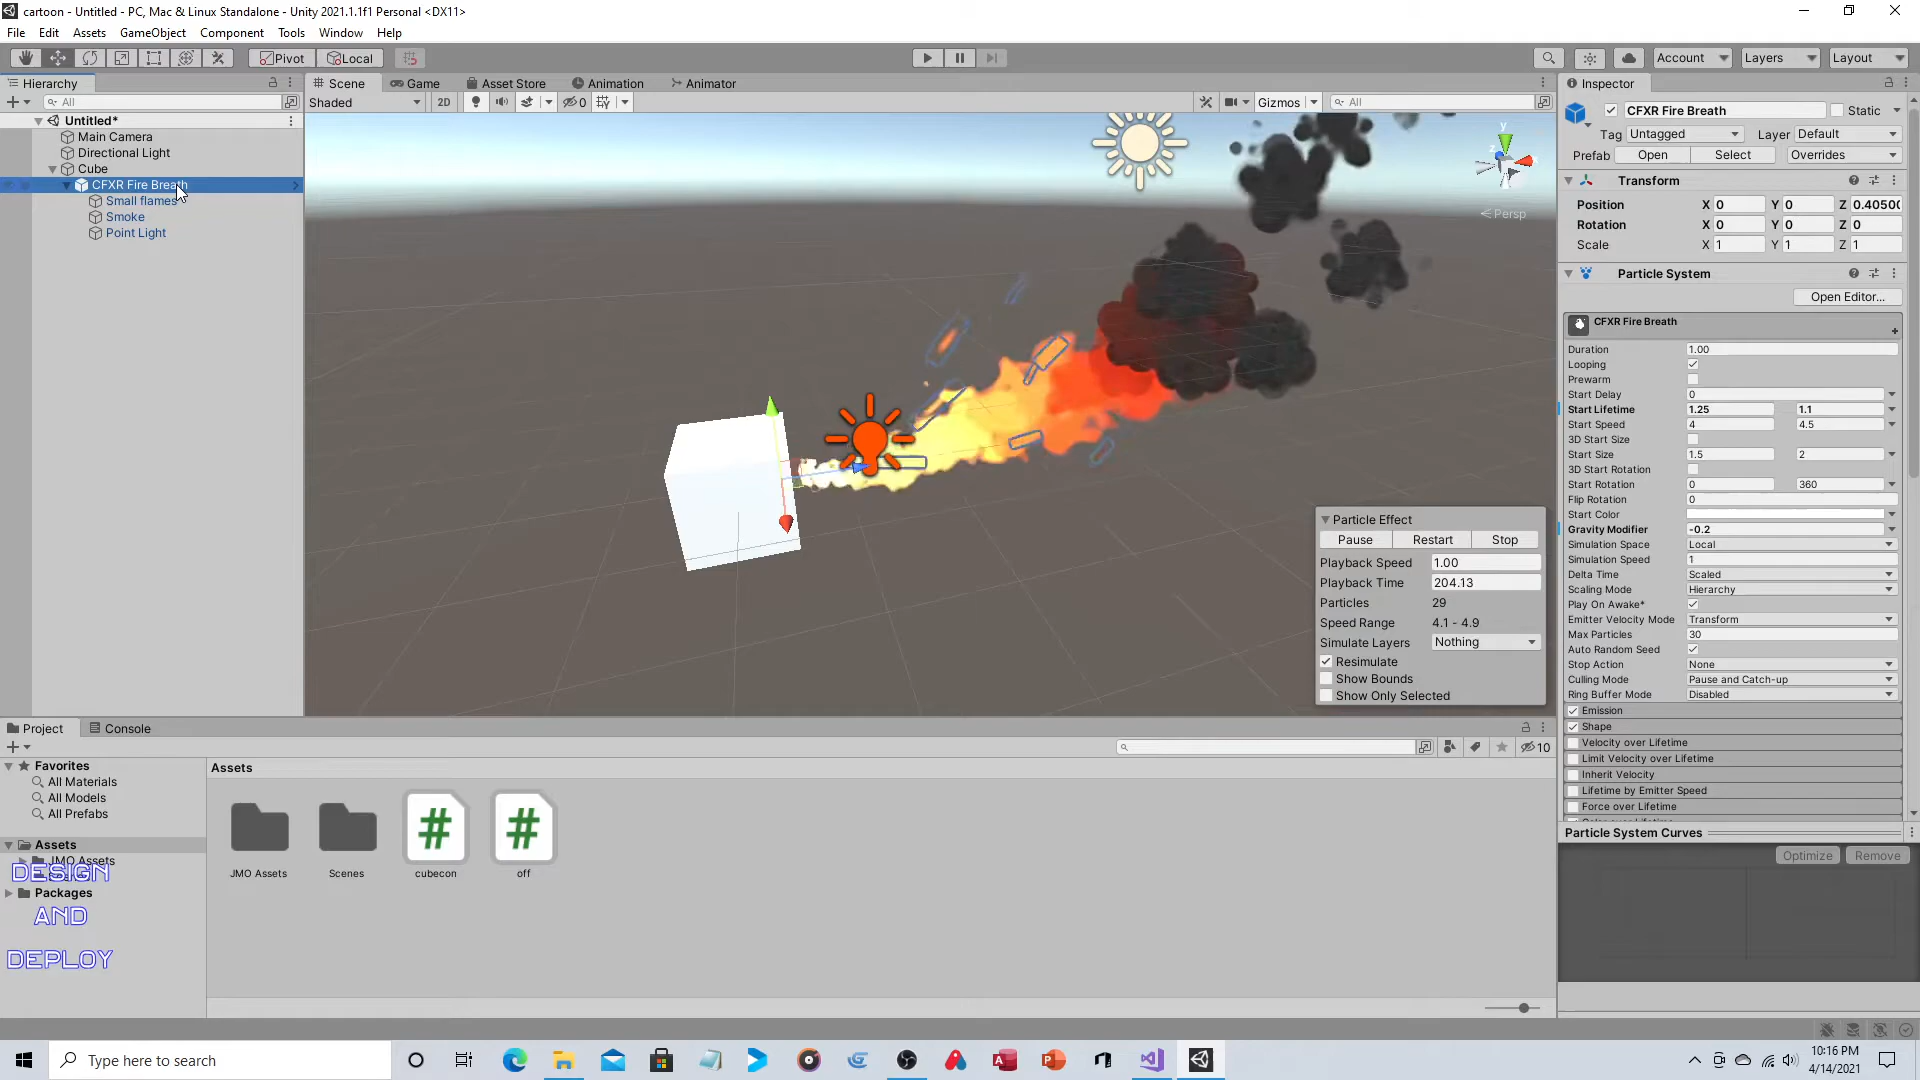 cartoon - Untitled - PC, Mac & Linux Standalone - Unity 2021.1.1f1 Personal <DX11>
File Edit Assets GameObject Component Tools Window Help
Pivot Local Account Layers Layout
Hierarchy
All
Untitled*
Main Camera
Directional Light
Cube
CFXR Fire Breath
Small flames
Smoke
Point Light
Scene Game Asset Store Animation Animator
Shaded 2D 0 Gizmos All
y
z
< Persp
Particle Effect
Pause Restart Stop
Playback Speed 1.00
Playback Time 204.13
Particles 29
Speed Range 4.1 - 4.9
Simulate Layers Nothing
Resimulate
Show Bounds
Show Only Selected
Inspector
CFXR Fire Breath Static
Tag Untagged Layer Default
Prefab Open Select Overrides
Transform
Position X 0 Y 0 Z 0.4050
Rotation X 0 Y 0 Z 0
Scale X 1 Y 1 Z 1
Particle System
Open Editor...
CFXR Fire Breath
Duration 1.00
Looping
Prewarm
Start Delay 0
Start Lifetime 1.25 1.1
Start Speed 4 4.5
3D Start Size
Start Size 1.5 2
3D Start Rotation
Start Rotation 0 360
Flip Rotation 0
Start Color
Gravity Modifier -0.2
Simulation Space Local
Simulation Speed 1
Delta Time Scaled
Scaling Mode Hierarchy
Play On Awake*
Emitter Velocity Mode Transform
Max Particles 30
Auto Random Seed
Stop Action None
Culling Mode Pause and Catch-up
Ring Buffer Mode Disabled
Emission
Shape
Velocity over Lifetime
Limit Velocity over Lifetime
Inherit Velocity
Lifetime by Emitter Speed
Force over Lifetime
Particle System Curves
Optimize Remove
Project Console
10
Favorites
All Materials
All Models
All Prefabs
Assets
JMO Assets
Packages
DESIGN
AND
DEPLOY
Assets
JMO Assets Scenes cubecon off
Type here to search
10:16 PM
4/14/2021